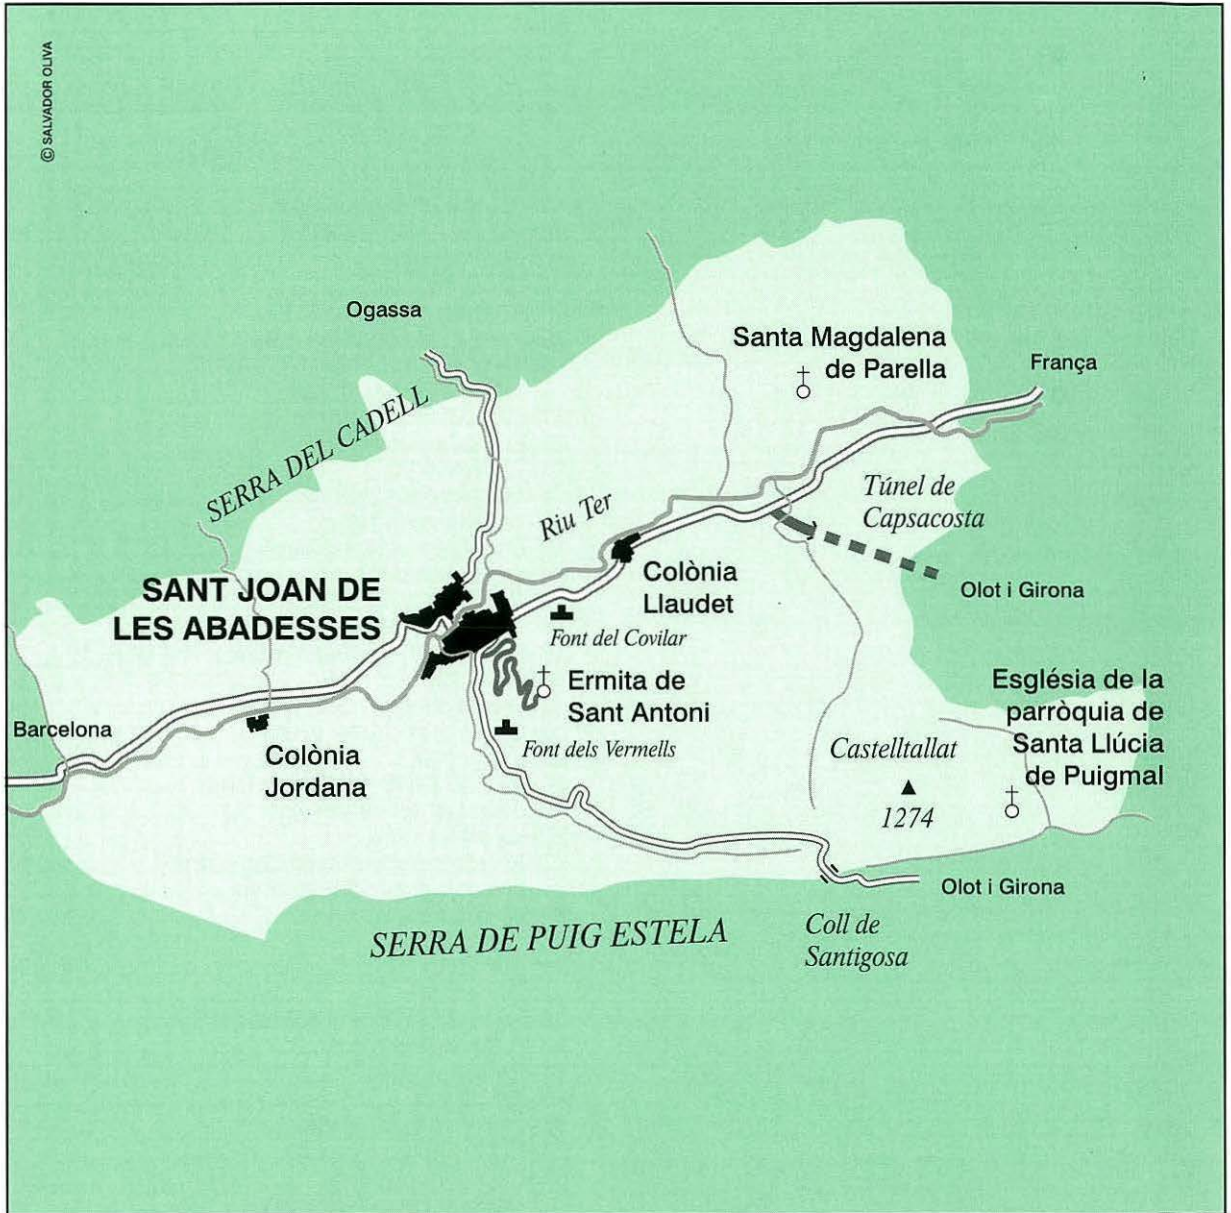 © SALVADOR OLIVA
Ogassa
Santa Magdalena
de Parella
França
SERRA DEL CADELL
Túnel de
Capsacosta
Riu Ter
Colònia
Llaudet
Olot i Girona
SANT JOAN DE
LES ABADESSES
Font del Covilar
Ermita de
Sant Antoni
Església de la
parròquia de
Santa Llúcia
de Puigmal
Barcelona
Colònia
Jordana
Font dels Vermells
Castelltallat
1274
Olot i Girona
SERRA DE PUIG ESTELA
Coll de
Santigosa